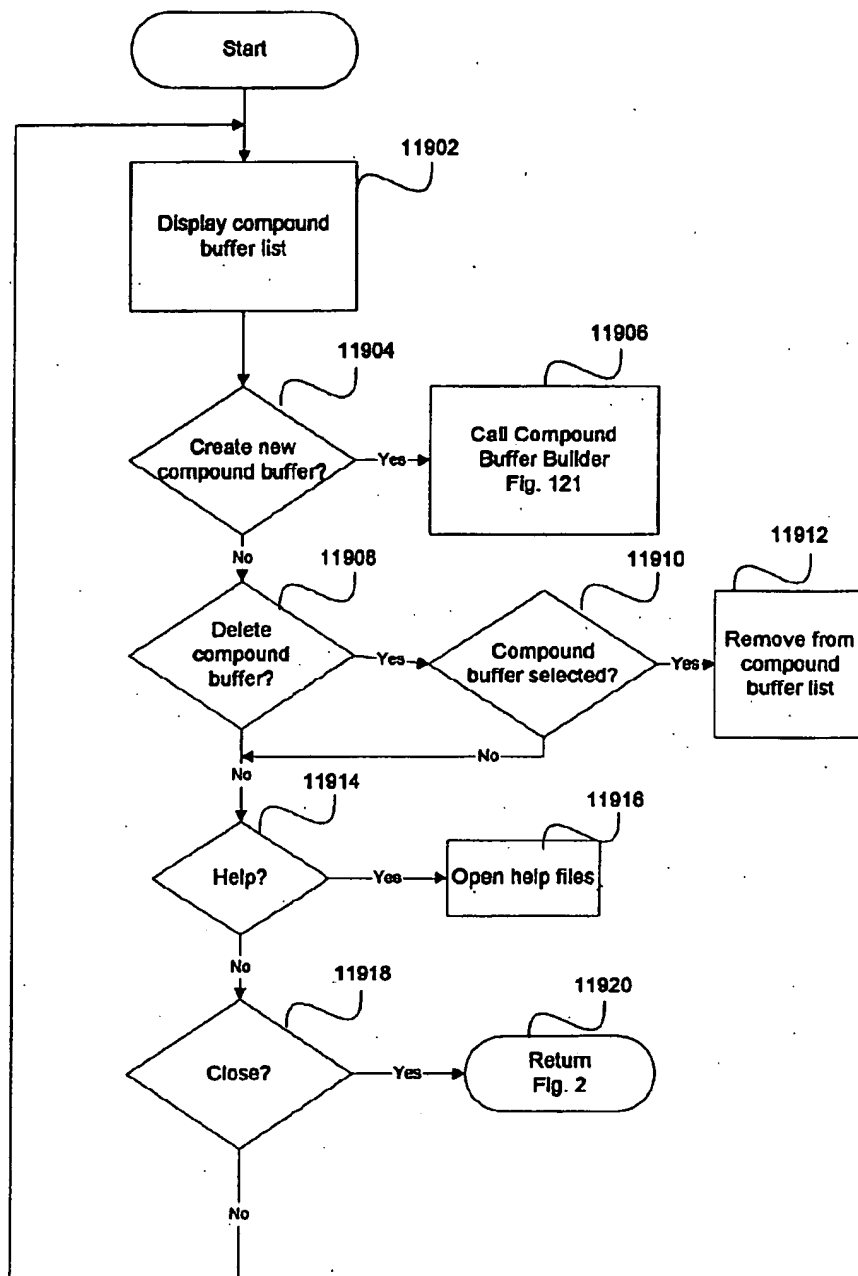 Start
11902
Display compound
buffer list
11904
Create new
compound buffer?
Yes
11906
Call Compound
Buffer Builder
Fig. 121
No
11908
Delete
compound
buffer?
Yes
11910
Compound
buffer selected?
Yes
11912
Remove from
compound
buffer list
No
No
11914
Help?
Yes
11916
Open help files
No
11918
Close?
Yes
11920
Return
Fig. 2
No